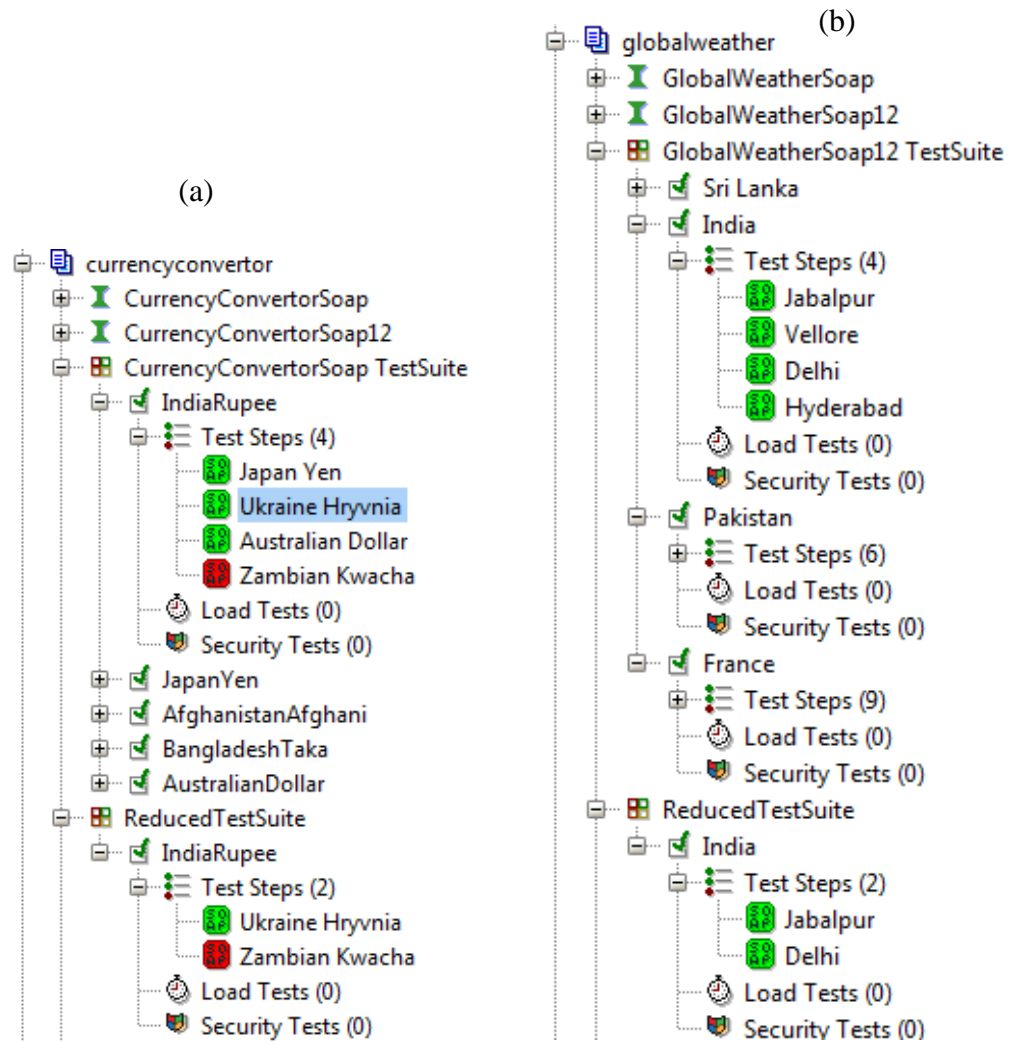 (a)
currencyconvertor
CurrencyConvertorSoap
CurrencyConvertorSoap12
CurrencyConvertorSoap TestSuite
IndiaRupee
Test Steps (4)
Japan Yen
Ukraine Hryvnia
Australian Dollar
Zambian Kwacha
Load Tests (0)
Security Tests (0)
JapanYen
AfghanistanAfghani
BangladeshTaka
AustralianDollar
ReducedTestSuite
IndiaRupee
Test Steps (2)
Ukraine Hryvnia
Zambian Kwacha
Load Tests (0)
Security Tests (0)
(b)
globalweather
GlobalWeatherSoap
GlobalWeatherSoap12
GlobalWeatherSoap12 TestSuite
Sri Lanka
India
Test Steps (4)
Jabalpur
Vellore
Delhi
Hyderabad
Load Tests (0)
Security Tests (0)
Pakistan
Test Steps (6)
Load Tests (0)
Security Tests (0)
France
Test Steps (9)
Load Tests (0)
Security Tests (0)
ReducedTestSuite
India
Test Steps (2)
Jabalpur
Delhi
Load Tests (0)
Security Tests (0)